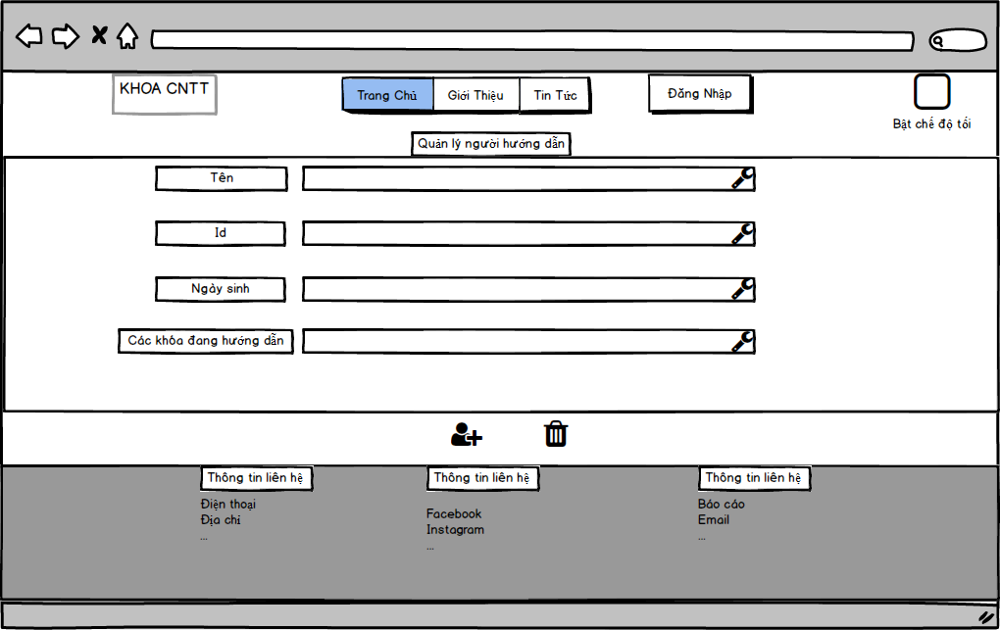 KHOA CNTT
Trang Chủ
Giới Thiệu
Tin Tức
Đăng Nhập
Bật chế độ tối
Quản lý người hướng dẫn
Tên
Id
Ngày sinh
Các khóa đang hướng dẫn
Thông tin liên hệ
Điện thoại
Địa chỉ
...
Thông tin liên hệ
Facebook
Instagram
...
Thông tin liên hệ
Báo cáo
Email
...